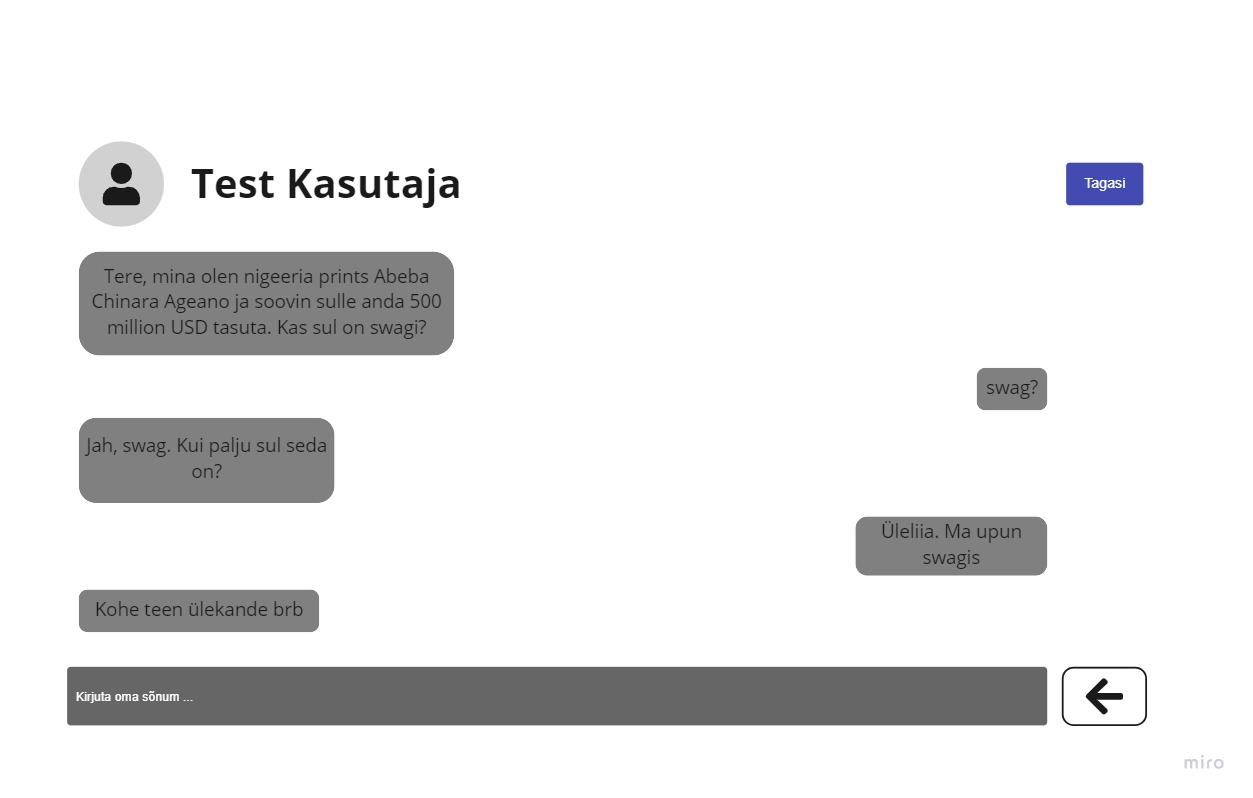 Test Kasutaja
Tagasi
Tere, mina olen nigeeria prints Abeba
Chinara Ageano ja soovin sulle anda 500
million USD tasuta. Kas sul on swagi?
swag?
Jah, swag. Kui palju sul seda
on?
Üleliia. Ma upun
swagis
Kohe teen ülekande brb
Kirjuta oma sõnum ...
miro